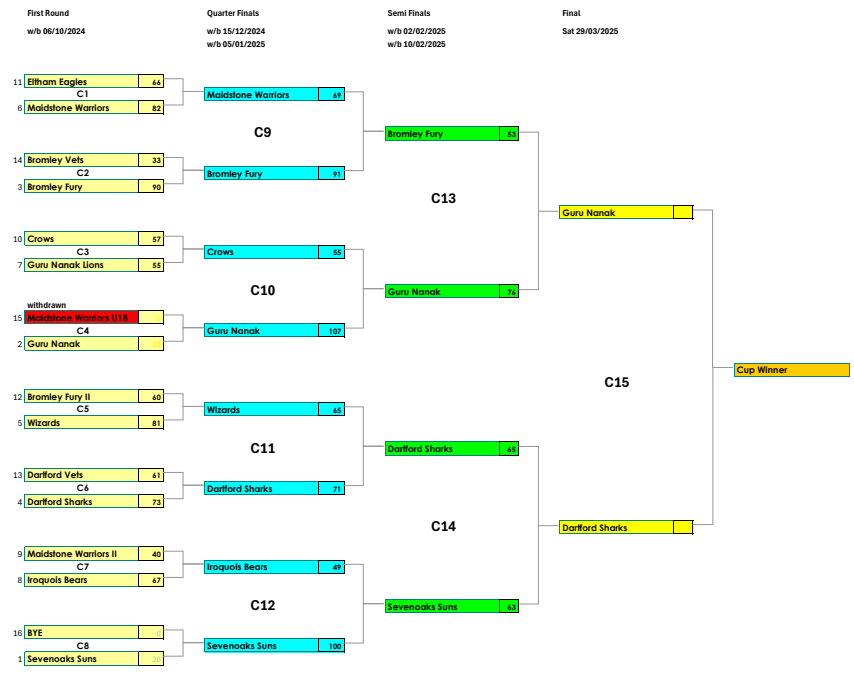 First Round
Quarter Finals
Semi Finals
Final
w/b 06/10/2024
w/b 15/12/2024
w/b 02/02/2025
Sat 29/03/2025
w/b 05/01/2025
w/b 10/02/2025
11 Eltham Eagles 66
C1
6 Maidstone Warriors 82
Maidstone Warriors 69
C9
Bromley Fury 91
14 Bromley Vets 33
C2
3 Bromley Fury 90
Bromley Fury 53
C13
Guru Nanak 76
10 Crows 57
C3
7 Guru Nanak Lions 55
Crows 55
C10
Guru Nanak 107
withdrawn
15 Maidstone Warriors U18
C4
2 Guru Nanak
Guru Nanak
C15
Dartford Sharks
Cup Winner
12 Bromley Fury II 60
C5
5 Wizards 81
Wizards 65
C11
Dartford Sharks 71
13 Dartford Vets 61
C6
4 Dartford Sharks 73
Dartford Sharks 65
C14
Sevenoaks Suns 63
9 Maidstone Warriors II 40
C7
8 Iroquois Bears 67
Iroquois Bears 49
C12
Sevenoaks Suns 100
16 BYE
C8
1 Sevenoaks Suns